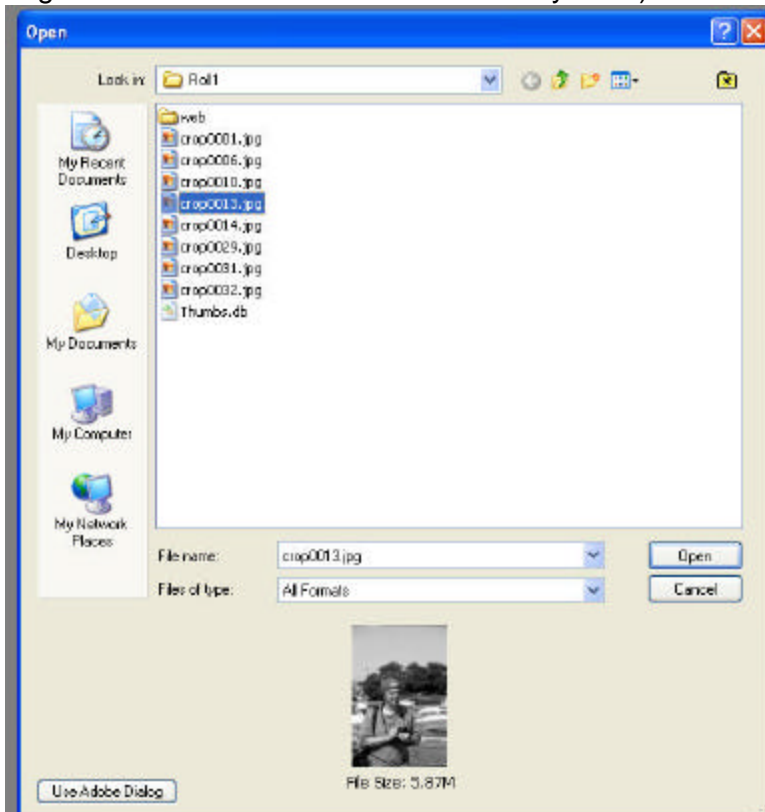 Open
Look in: Roll1
My Recent
Documents
Desktop
My Documents
My Computer
My Network
Places
web
crop0001.jpg
crop0006.jpg
crop0010.jpg
crop0013.jpg
crop0014.jpg
crop0029.jpg
crop0031.jpg
crop0032.jpg
Thumbs.db
File name: crop0013.jpg Open
Files of type: All Formats Cancel
File Size: 5.87M
Use Adobe Dialog